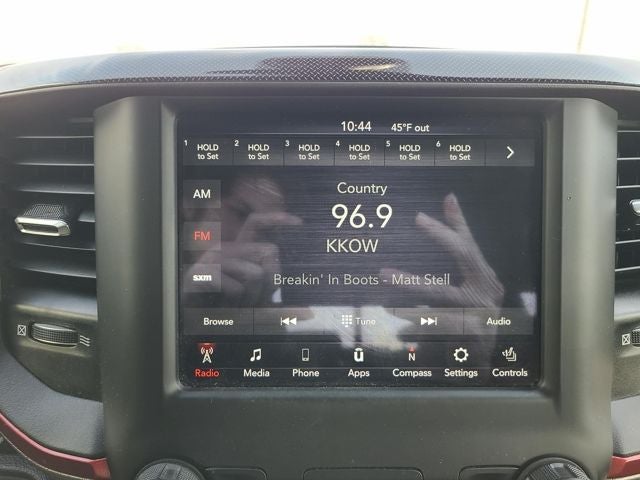 10:44 45°F out
1 HOLD to Set 2 HOLD to Set 3 HOLD to Set 4 HOLD to Set 5 HOLD to Set 6 HOLD to Set
Country
AM
96.9
FM
KKOW
sxm
Breakin' In Boots - Matt Stell
Browse Tune Audio
Radio Media Phone Apps N Compass Settings Controls